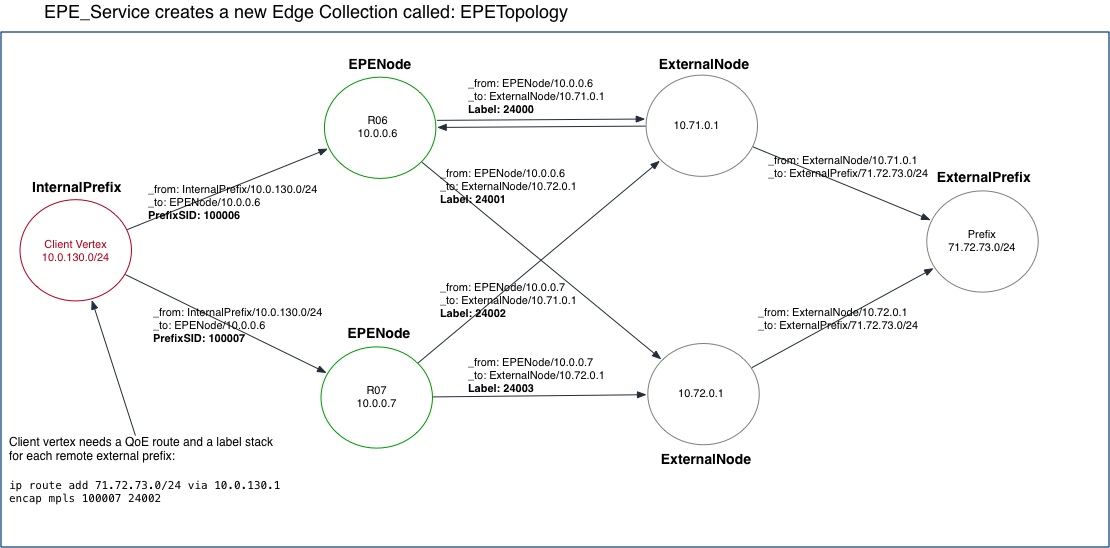 EPE_Service creates a new Edge Collection called: EPETopology
EPENode
R06
10.0.0.6
_from: EPENode/10.0.0.6
_to: ExternalNode/10.71.0.1
Label: 24000
ExternalNode
10.71.0.1
_from: ExternalNode/10.71.0.1
_to: ExternalPrefix/71.72.73.0/24
ExternalPrefix
Prefix
71.72.73.0/24
InternalPrefix
Client Vertex
10.0.130.0/24
_from: InternalPrefix/10.0.130.0/24
_to: EPENode/10.0.0.6
PrefixSID: 100006
_from: EPENode/10.0.0.6
_to: ExternalNode/10.72.0.1
Label: 24001
_from: EPENode/10.0.0.7
_to: ExternalNode/10.71.0.1
Label: 24002
_from: InternalPrefix/10.0.130.0/24
_to: EPENode/10.0.0.6
PrefixSID: 100007
EPENode
R07
10.0.0.7
_from: EPENode/10.0.0.7
_to: ExternalNode/10.72.0.1
Label: 24003
_from: ExternalNode/10.72.0.1
_to: ExternalPrefix/71.72.73.0/24
10.72.0.1
ExternalNode
Client vertex needs a QoE route and a label stack
for each remote external prefix:
ip route add 71.72.73.0/24 via 10.0.130.1
encap mpls 100007 24002